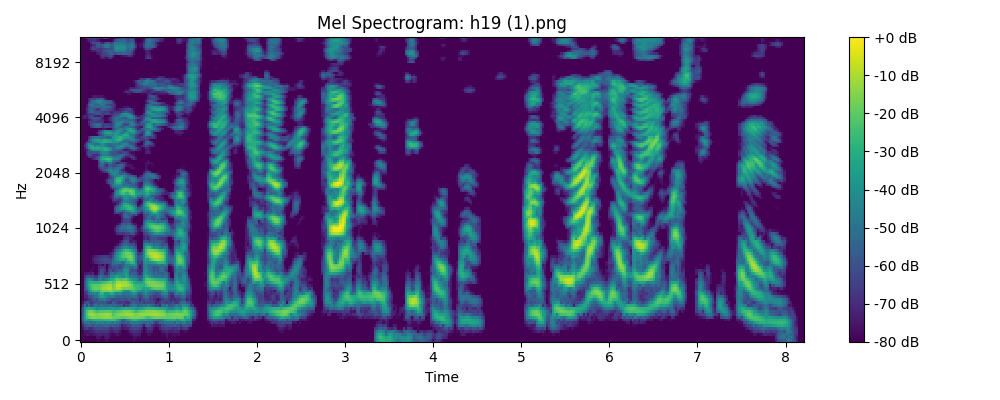 Mel Spectrogram: h19 (1).png
Hz
8192
4096
2048
1024
512
0
0 1 2 3 4 5 6 7 8
Time
+0 dB
-10 dB
-20 dB
-30 dB
-40 dB
-50 dB
-60 dB
-70 dB
-80 dB